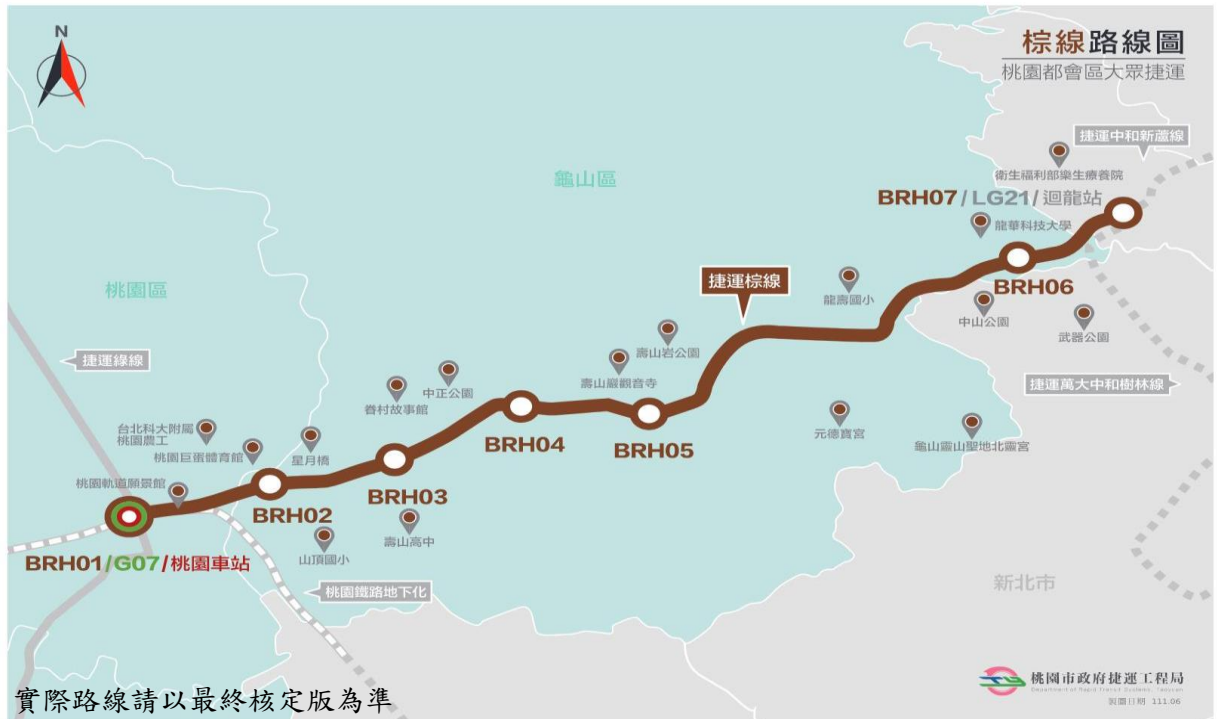 N
棕線路線圖
桃園都會區大眾捷運
捷運中和新蘆線
衛生福利部樂生療養院
龜山區
BRH07/LG21/迴龍站
龍華科技大學
捷運棕線
桃園區
BRH06
龍壽國小
中山公園
武器公園
壽山岩公園
捷運綠線
壽山巖觀音寺
中正公園
捷運萬大中和樹林線
眷村故事館
元德寶宮
台北科大附屬
桃園農工
龜山靈山聖地北靈宮
星月橋
BRH04
桃園巨蛋體育館
BRH05
桃園軌道願景館
BRH03
BRH02
壽山高中
BRH01/G07/桃園車站
山頂國小
新北市
桃園鐵路地下化
桃園市政府捷運工程局
Department of Rapid Transit Systems, Taoyuan
製圖日期 111.06
實際路線請以最終核定版為準